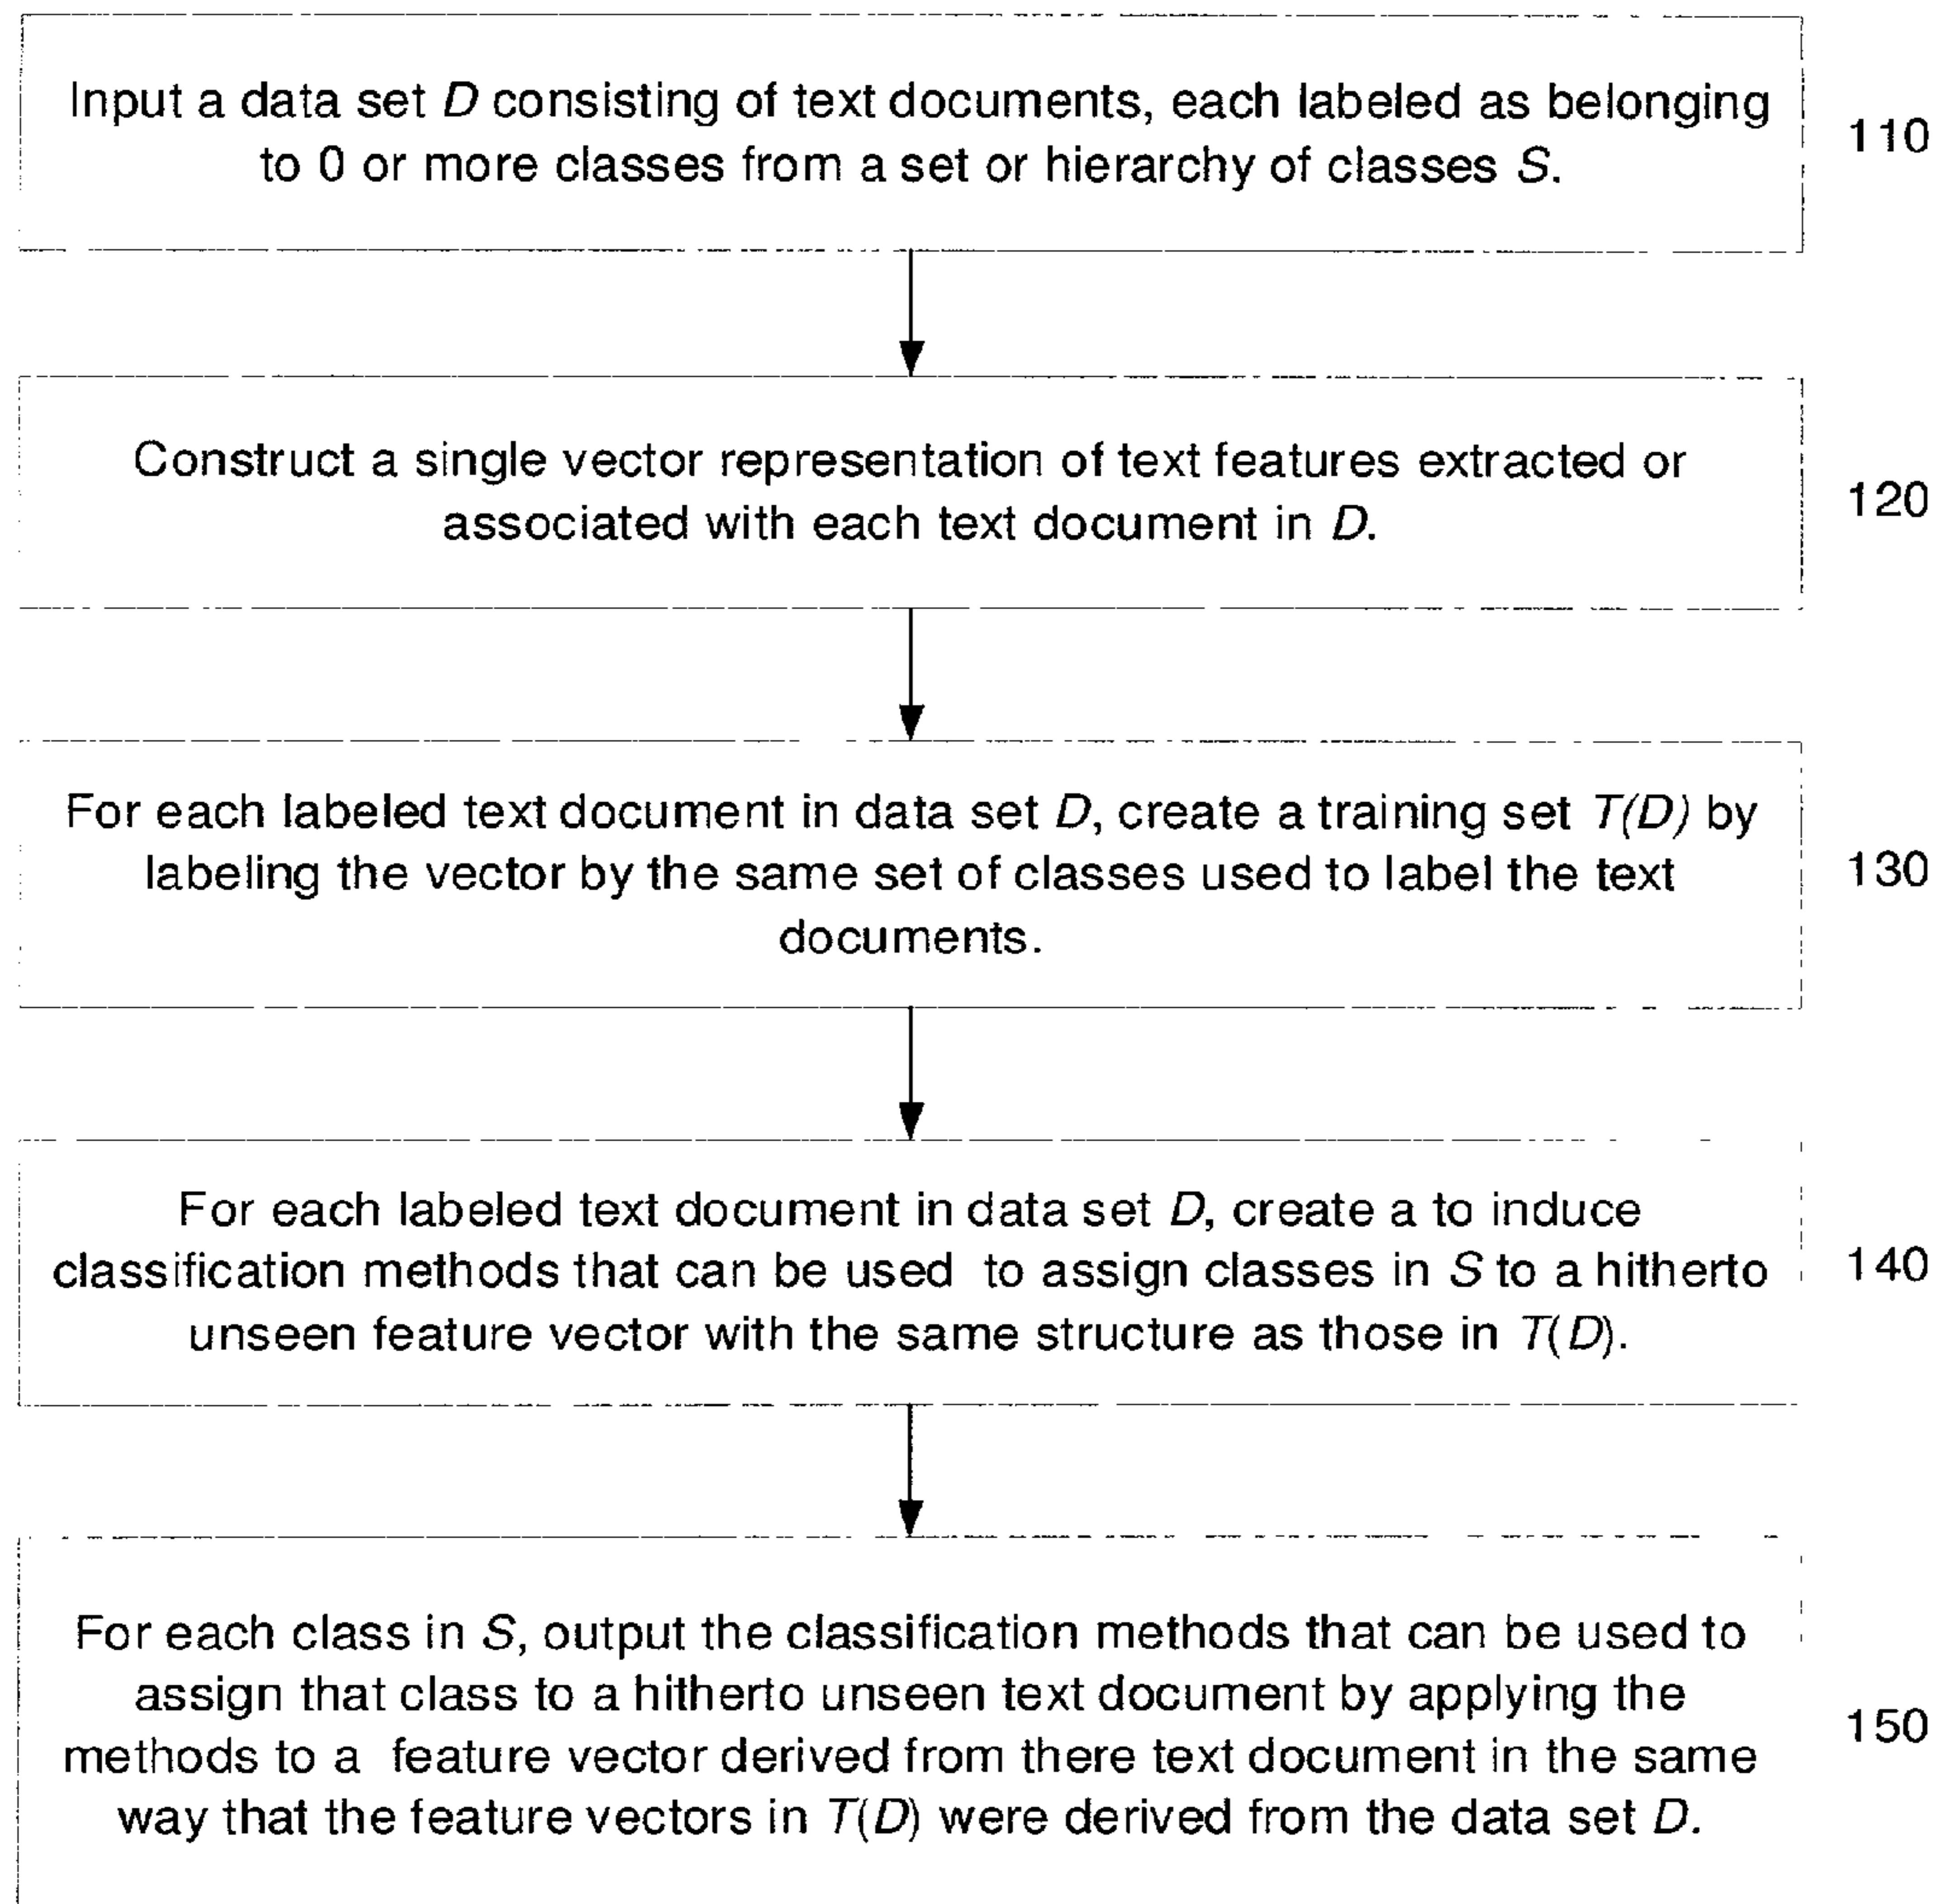 Input a data set D consisting of text documents, each labeled as belonging
to 0 or more classes from a set or hierarchy of classes S.
110
Construct a single vector representation of text features extracted or
associated with each text document in D.
120
For each labeled text document in data set D, create a training set T(D) by
labeling the vector by the same set of classes used to label the text
documents.
130
For each labeled text document in data set D, create a to induce
classification methods that can be used to assign classes in S to a hitherto
unseen feature vector with the same structure as those in T(D).
140
For each class in S, output the classification methods that can be used to
assign that class to a hitherto unseen text document by applying the
methods to a feature vector derived from there text document in the same
way that the feature vectors in T(D) were derived from the data set D.
150